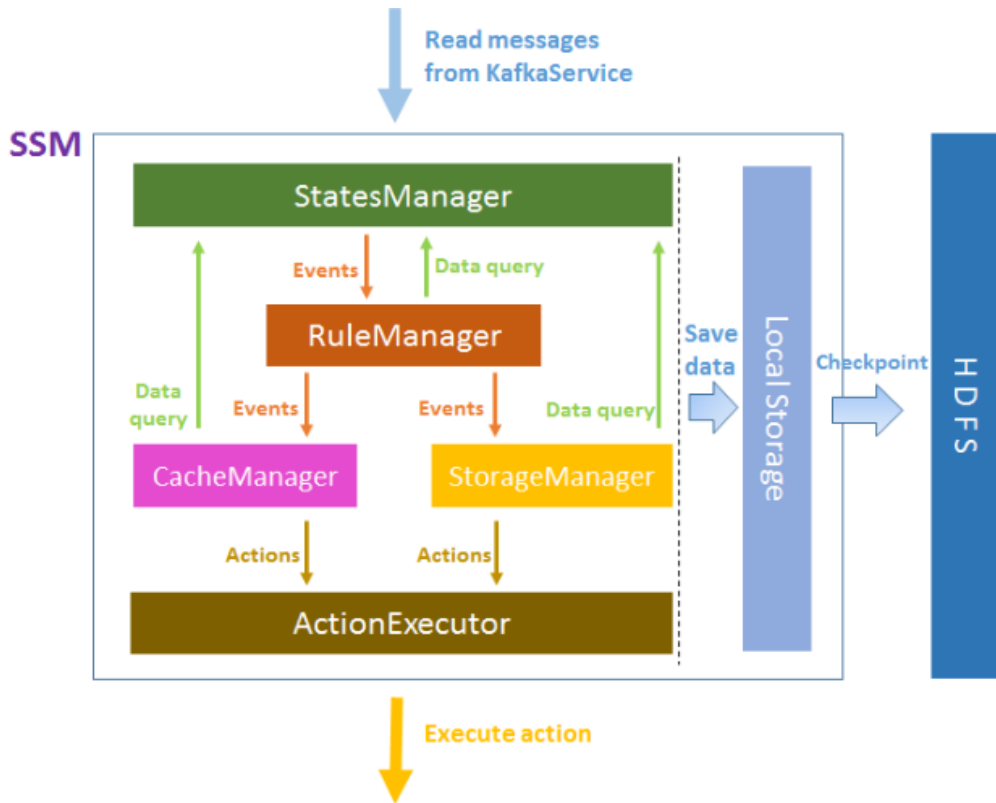 Read messages
from KafkaService
SSM
StatesManager
Events
Data query
RuleManager
Save
data
Local Storage
Checkpoint
HDFS
Data
query
Events
Events
Data query
CacheManager
StorageManager
Actions
Actions
ActionExecutor
Execute action